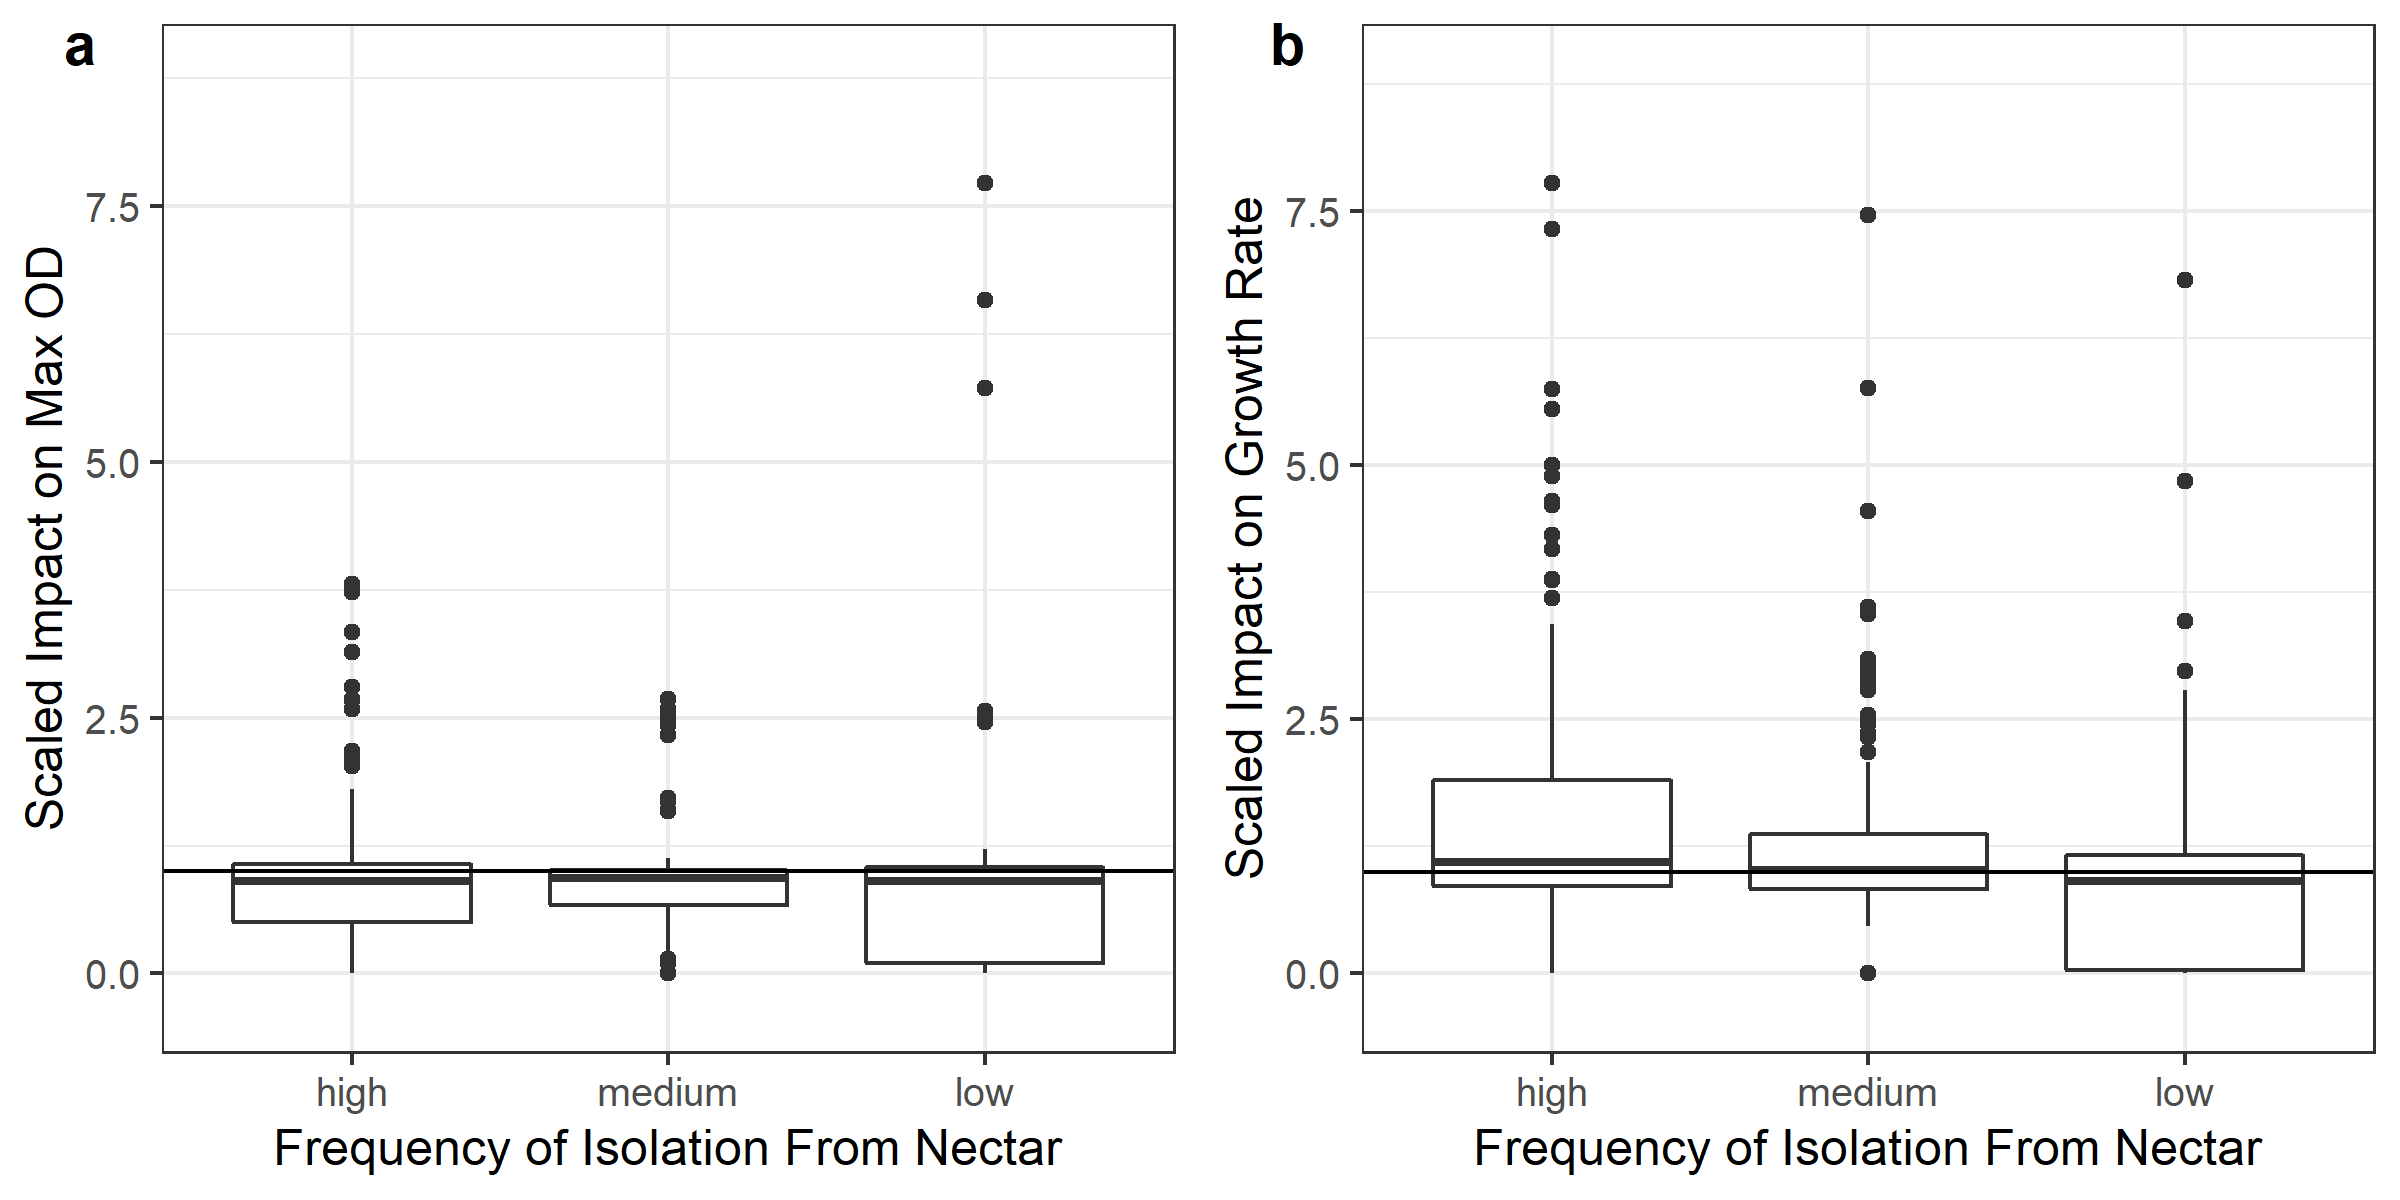 a
Scaled Impact on Max OD
7.5
5.0
2.5
0.0
high medium low
Frequency of Isolation From Nectar
b
Scaled Impact on Growth Rate
7.5
5.0
2.5
0.0
high medium low
Frequency of Isolation From Nectar